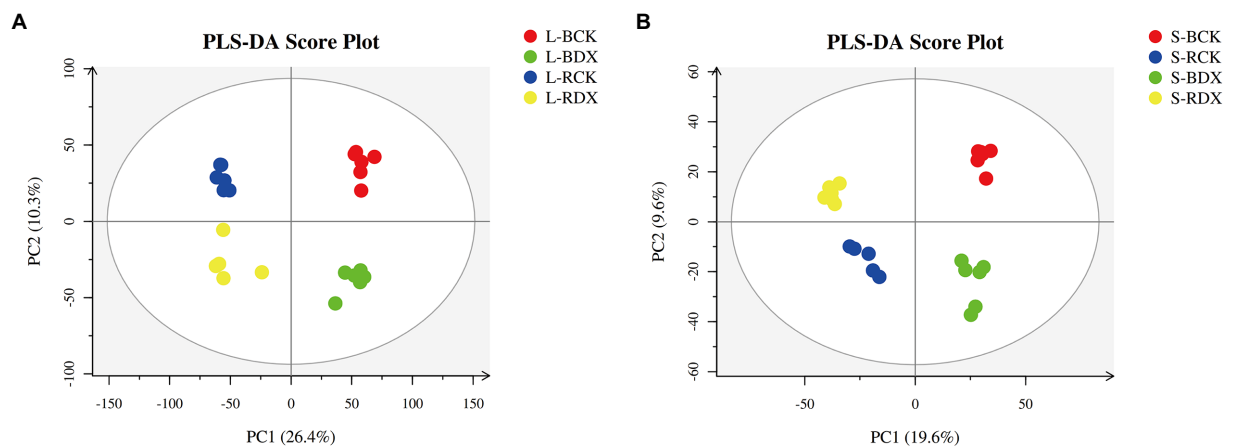 A
PLS-DA Score Plot
L-BCK
L-BDX
L-RCK
L-RDX
PC2 (10.3%)
100
50
0
-50
-100
-150
-100
-50
0
50
100
150
PC1 (26.4%)
B
PLS-DA Score Plot
S-BCK
S-RCK
S-BDX
S-RDX
PC2 (9.6%)
60
40
20
0
-20
-40
-60
-50
0
50
PC1 (19.6%)